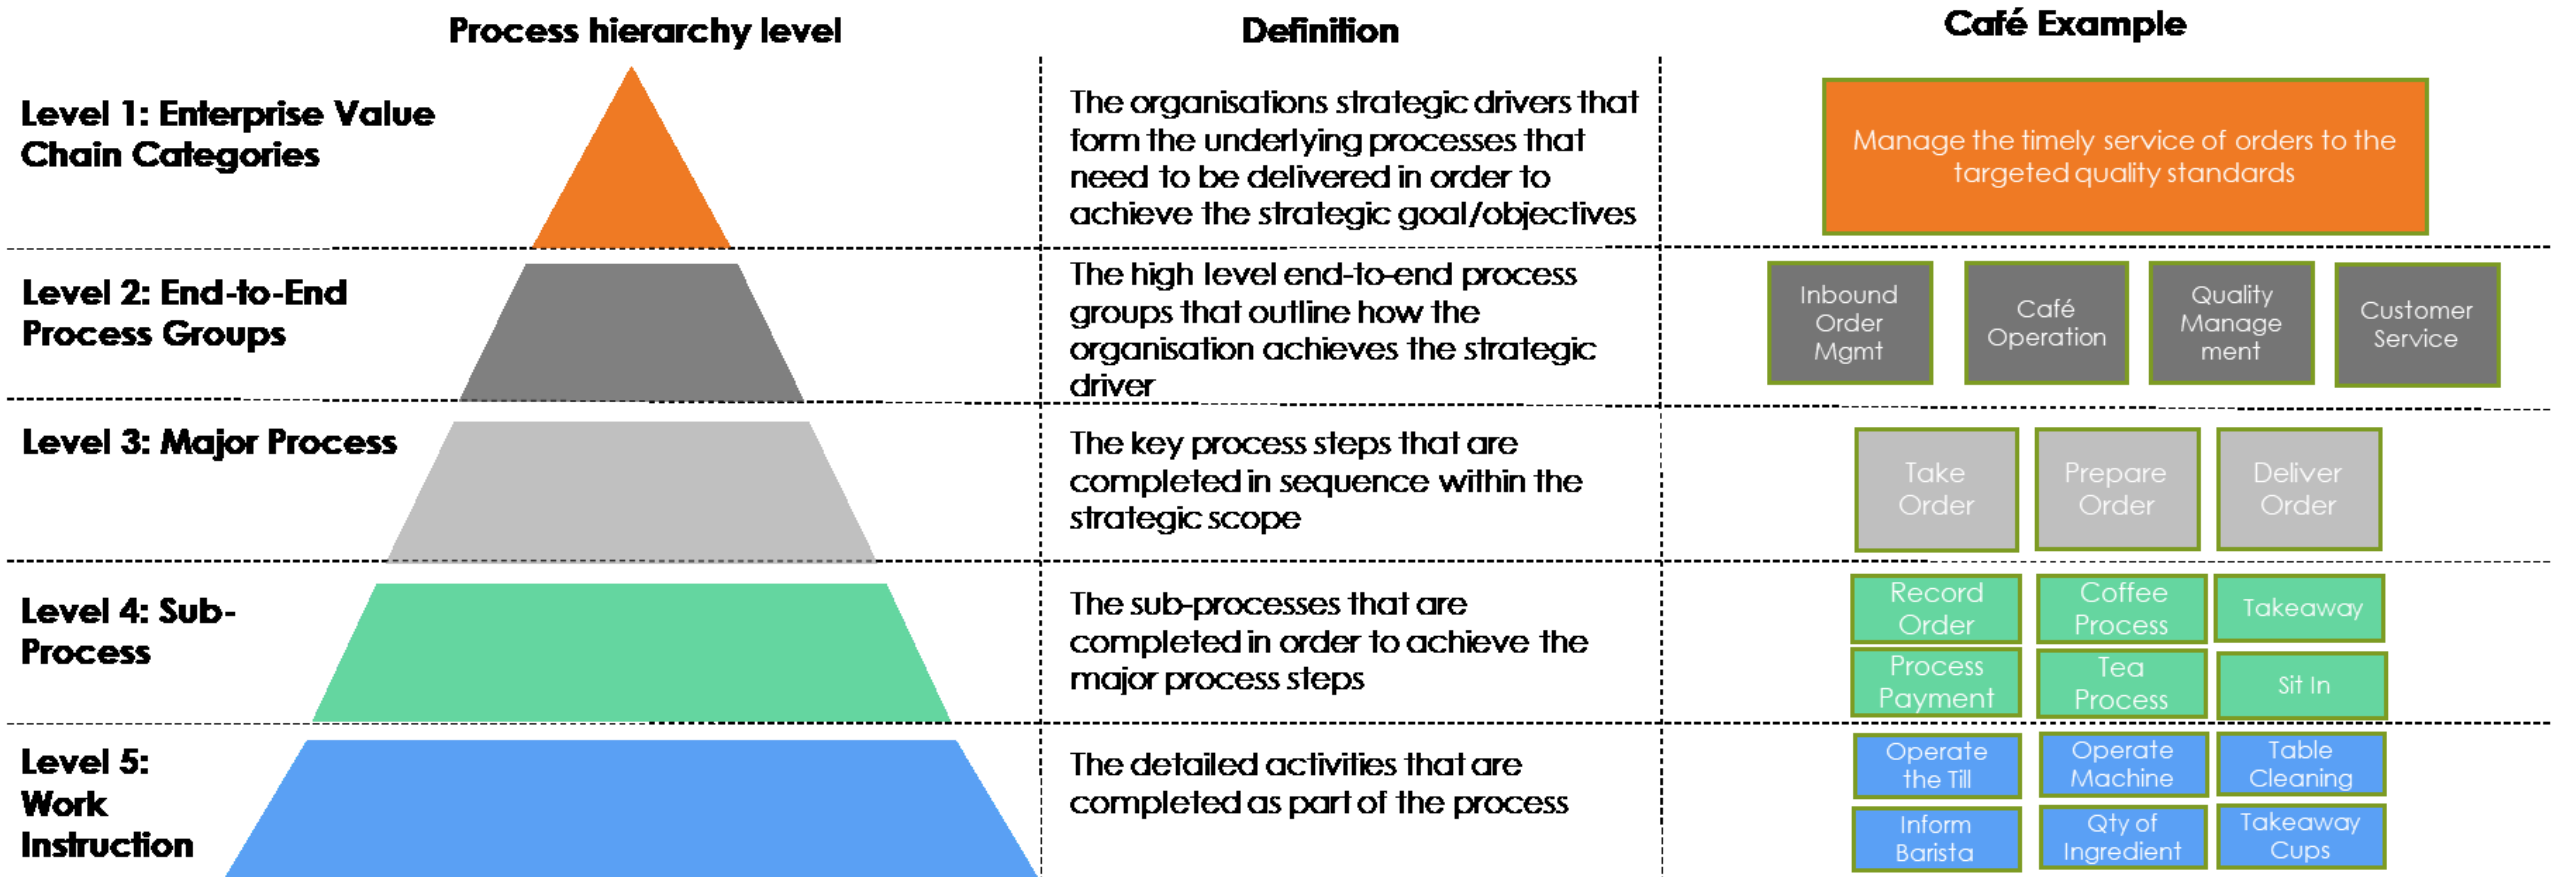 Process hierarchy level
Definition
Café Example
Level 1: Enterprise Value
Chain Categories
The organisations strategic drivers that
form the underlying processes that
need to be delivered in order to
achieve the strategic goal/objectives
Manage the timely service of orders to the
targeted quality standards
Level 2: End-to-End
Process Groups
The high level end-to-end process
groups that outline how the
organisation achieves the strategic
driver
Inbound
Order
Mgmt
Café
Operation
Quality
Manage
ment
Customer
Service
Level 3: Major Process
The key process steps that are
completed in sequence within the
strategic scope
Take
Order
Prepare
Order
Deliver
Order
Level 4: Sub-
Process
The sub-processes that are
completed in order to achieve the
major process steps
Record
Order
Coffee
Process
Takeaway
Process
Payment
Tea
Process
Sit In
Level 5:
Work
Instruction
The detailed activities that are
completed as part of the process
Operate
the Till
Operate
Machine
Table
Cleaning
Inform
Barista
Qty of
Ingredient
Takeaway
Cups